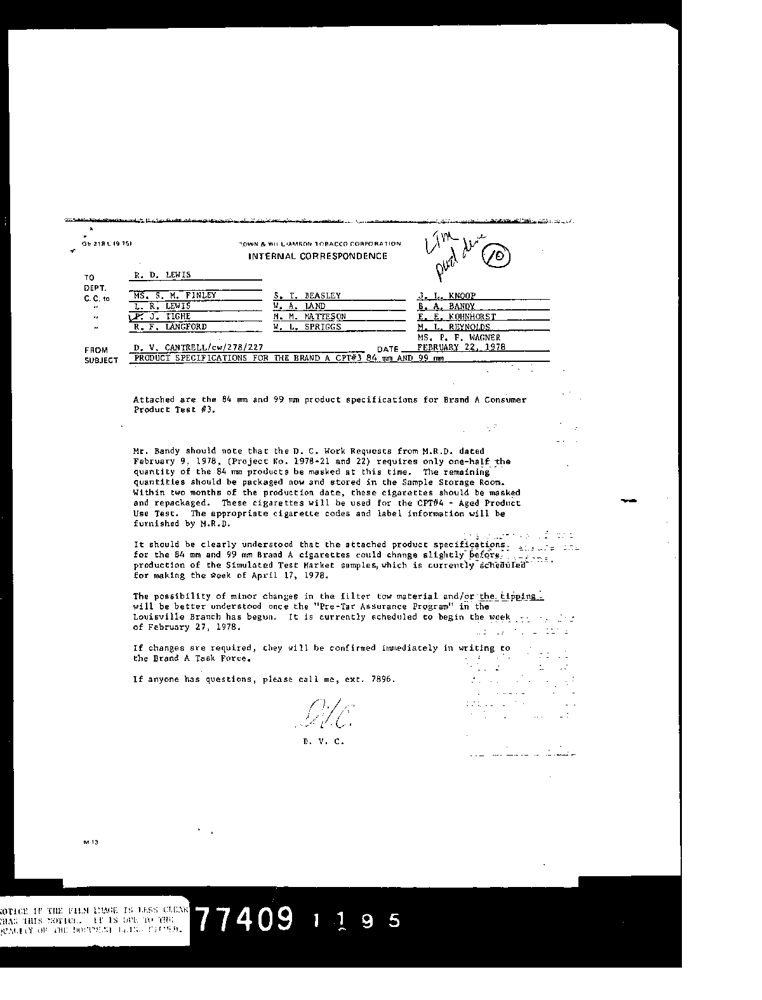 INTERNAL CORRESPONDENCE
TO R. D. LEWIS
DEPT.
C. C. to MS. S. M. FINLEY S. T. BEASLEY J. L. KNOOP
" L. R. LEWIS W. A. LAND B. A. BANDY
" P. J. TIGHE M. M. MATTESON E. E. KOHNHORST
" R. F. LANGFORD W. L. SPRIGGS M. L. REYNOLDS
MS. P. F. WAGNER
FROM D. V. CANTRELL/cw/278/227 DATE FEBRUARY 22, 1978
SUBJECT PRODUCT SPECIFICATIONS FOR THE BRAND A CPT#3 84 mm AND 99 mm
10
Attached are the 84 mm and 99 mm product specifications for Brand A Consumer
Product Test #3.
Mr. Bandy should note that the D. C. Work Requests from M.R.D. dated
February 9, 1978, (Project No. 1978-21 and 22) requires only one-half the
quantity of the 84 mm products be masked at this time. The remaining
quantities should be packaged now and stored in the Sample Storage Room.
Within two months of the production date, these cigarettes should be masked
and repackaged. These cigarettes will be used for the CPT#4 - Aged Product
Use Test. The appropriate cigarette codes and label information will be
furnished by M.R.D.
It should be clearly understood that the attached product specifications
for the 84 mm and 99 mm Brand A cigarettes could change slightly before
production of the Simulated Test Market samples, which is currently scheduled
for making the week of April 17, 1978.
The possibility of minor changes in the filter tow material and/or the tipping
will be better understood once the "Pre-Tar Assurance Program" in the
Louisville Branch has begun. It is currently scheduled to begin the week
of February 27, 1978.
If changes are required, they will be confirmed immediately in writing to
the Brand A Task Force.
If anyone has questions, please call me, ext. 7896.
D. V. C.
M 13
NOTICE IF THE FILM IMAGE IS LESS CLEAR
THAN THIS NOTICE, IT IS DUE TO THE
QUALITY OF THE DOCUMENT
77409 1195